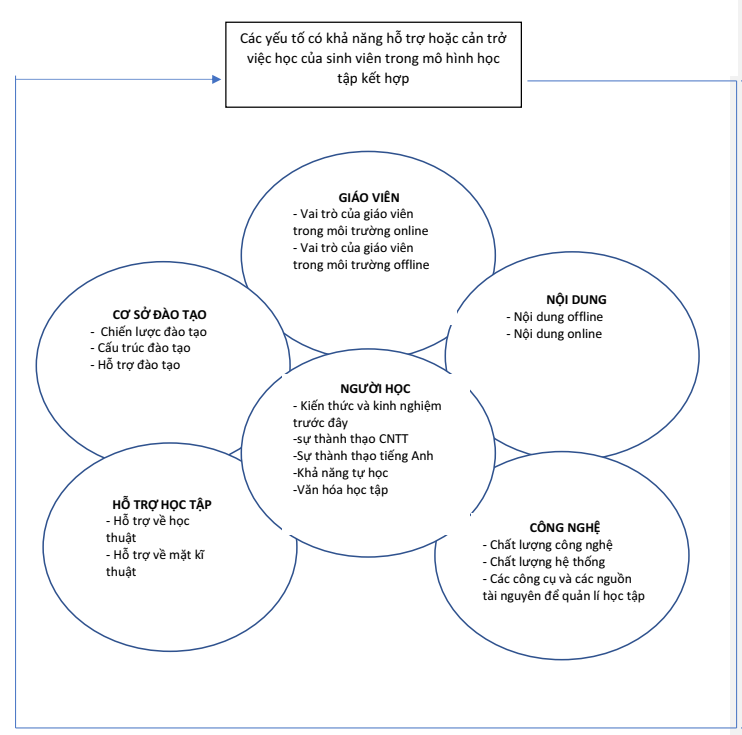 Các yếu tố có khả năng hỗ trợ hoặc cản trở
việc học của sinh viên trong mô hình học
tập kết hợp
GIÁO VIÊN
- Vai trò của giáo viên
trong môi trường online
- Vai trò của giáo viên
trong môi trường offline
CƠ SỞ ĐÀO TẠO
- Chiến lược đào tạo
- Cấu trúc đào tạo
- Hỗ trợ đào tạo
NỘI DUNG
- Nội dung offline
- Nội dung online
NGƯỜI HỌC
- Kiến thức và kinh nghiệm
trước đây
-sự thành thạo CNTT
-Sự thành thạo tiếng Anh
-Khả năng tự học
-Văn hóa học tập
HỖ TRỢ HỌC TẬP
- Hỗ trợ về học
thuật
- Hỗ trợ về mặt kĩ
thuật
CÔNG NGHỆ
- Chất lượng công nghệ
- Chất lượng hệ thống
- Các công cụ và các nguồn
tài nguyên để quản lí học tập